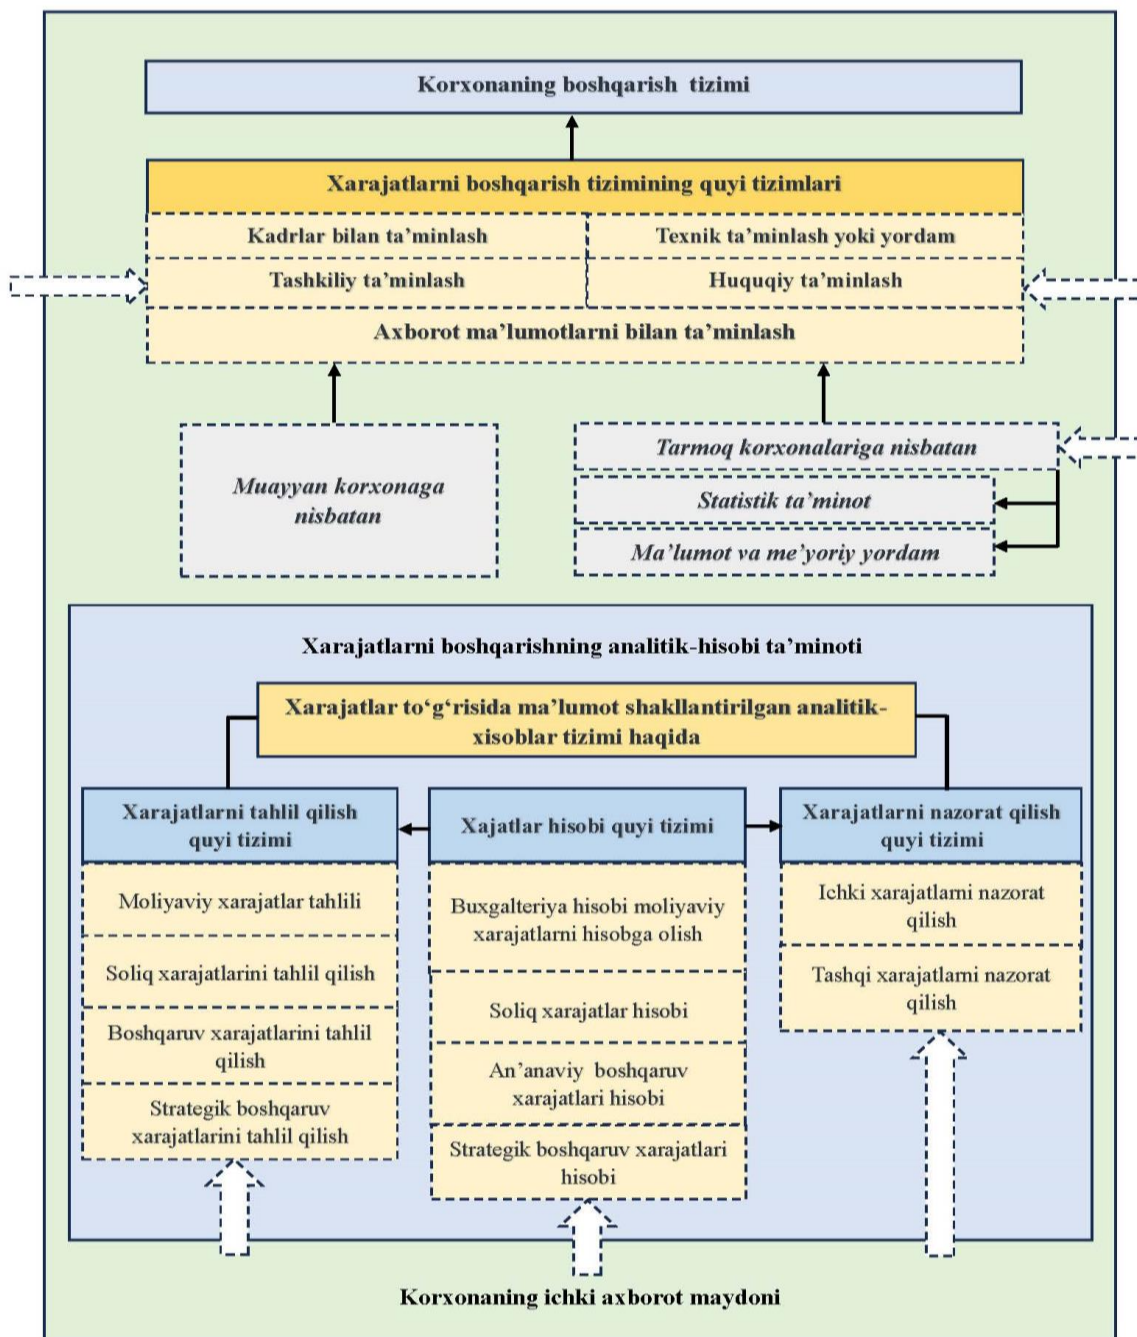 Korxonaning boshqarish tizimi
Xarajatlarni boshqarish tizimining quyi tizimlari
Kadrlar bilan ta’minlash
Texnik ta’minlash yoki yordam
Tashkiliy ta’minlash
Huquqiy ta’minlash
Axborot ma’lumotlarni bilan ta’minlash
Muayyan korxonaga
nisbatan
Tarmoq korxonalariga nisbatan
Statistik ta’minot
Ma’lumot va me’yoriy yordam
Xarajatlarni boshqarishning analitik-hisobi ta’minoti
Xarajatlar to‘g‘risida ma’lumot shakllantirilgan analitik-
xisoblar tizimi haqida
Xarajatlarni tahlil qilish
quyi tizimi
Moliyaviy xarajatlar tahlili
Soliq xarajatlarini tahlil qilish
Boshqaruv xarajatlarini tahlil
qilish
Strategik boshqaruv
xarajatlarini tahlil qilish
Xajatlar hisobi quyi tizimi
Buxgalteriya hisobi moliyaviy
xarajatlarni hisobga olish
Soliq xarajatlar hisobi
An’anaviy boshqaruv
xarajatlari hisobi
Strategik boshqaruv xarajatlari
hisobi
Xarajatlarni nazorat qilish
quyi tizimi
Ichki xarajatlarni nazorat
qilish
Tashqi xarajatlarni nazorat
qilish
Korxonaning ichki axborot maydoni